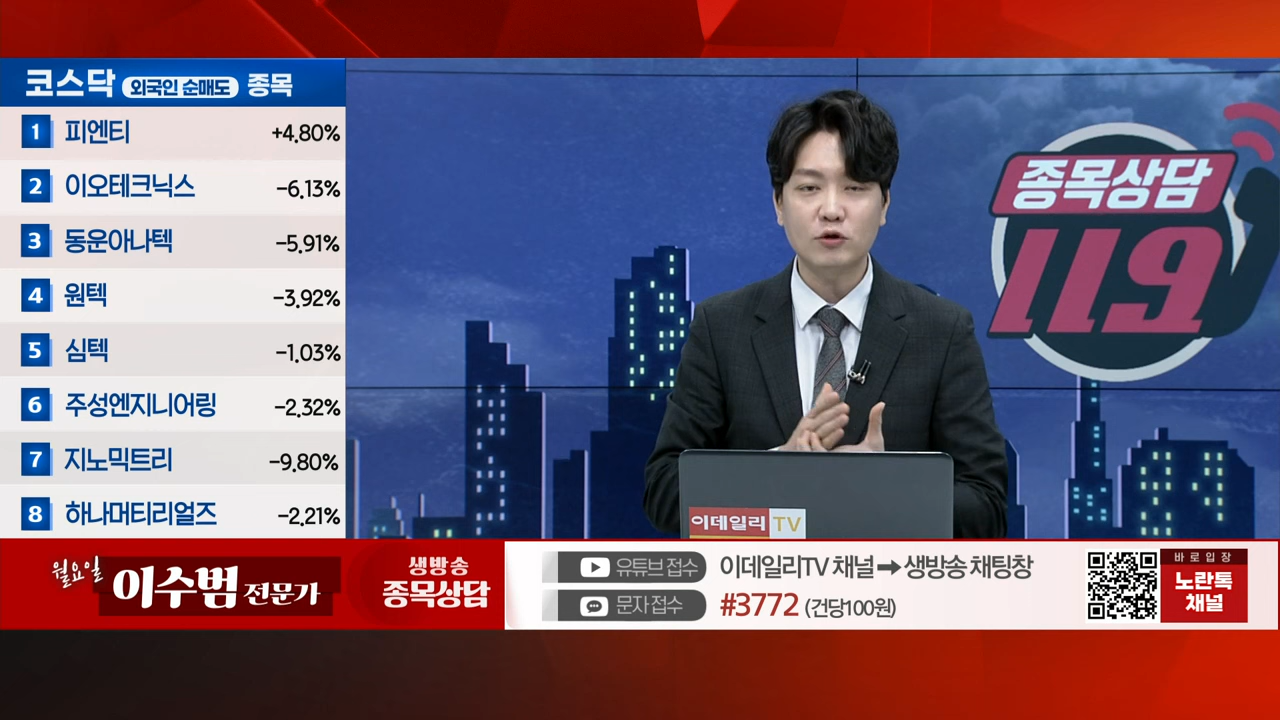 코스닥 외국인 순매도 종목
1 피엔티 +4.80%
2 이오테크닉스 -6.13%
3 동운아나텍 -5.91%
4 원텍 -3.92%
5 심텍 -1.03%
6 주성엔지니어링 -2.32%
7 지노믹트리 -9.80%
8 하나머티리얼즈 -2.21%
종목상담
119
이데일리TV
월요일 이수범 전문가
생방송
종목상담
유튜브 접수 이데일리TV 채널 ➡ 생방송 채팅창
문자 접수 #3772 (건당100원)
바로입장
노란톡
채널